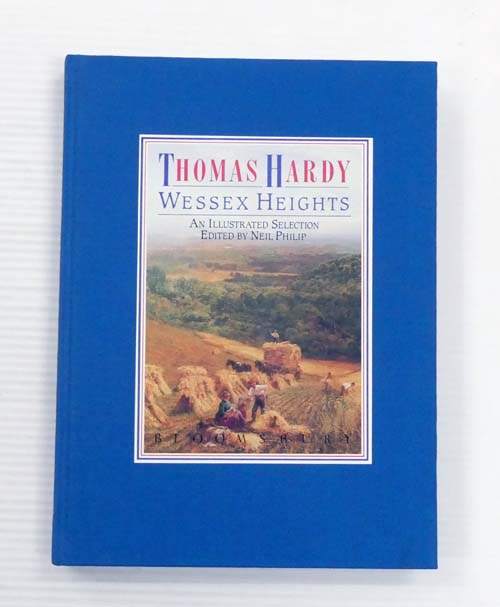 THOMAS HARDY
WESSEX HEIGHTS
AN ILLUSTRATED SELECTION
EDITED BY NEIL PHILIP
BLOOMSBURY